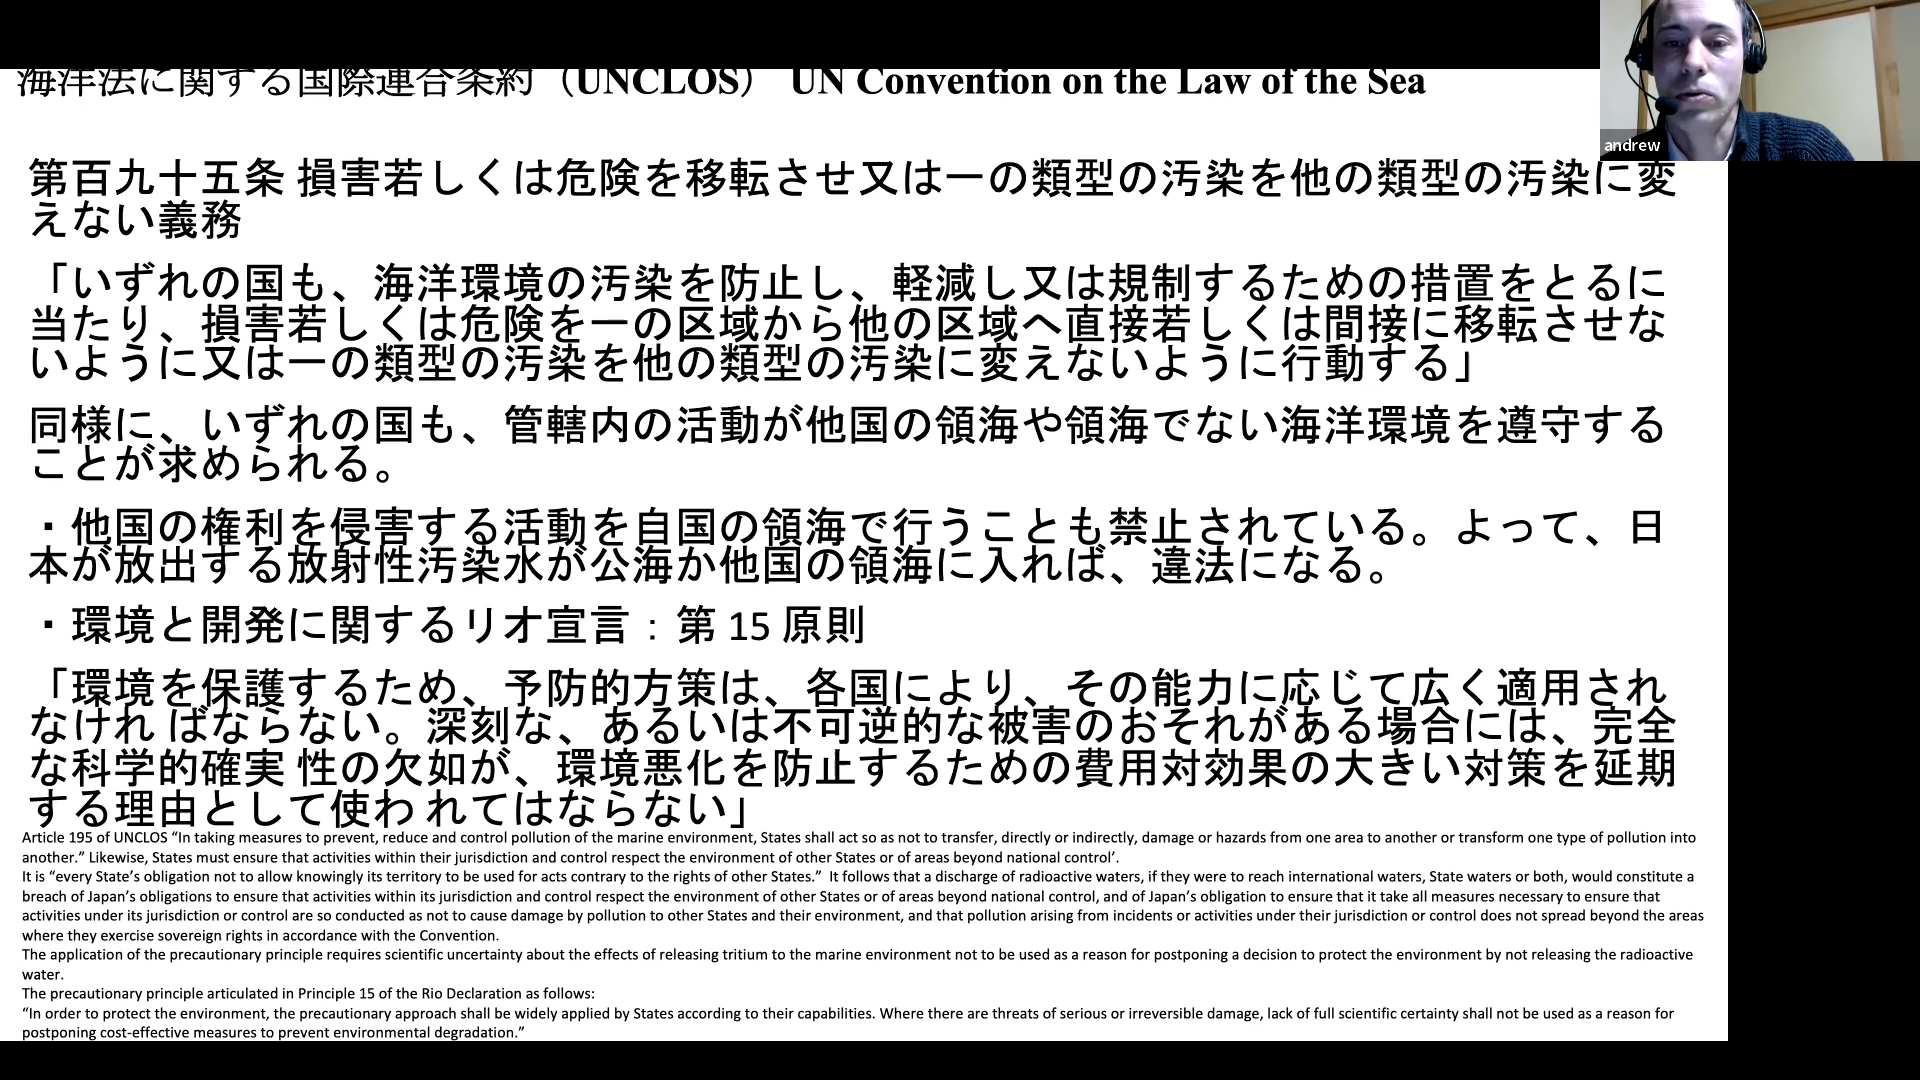 海洋法に関する国際連合条約（UNCLOS） UN Convention on the Law of the Sea
andrew
第百九十五条 損害若しくは危険を移転させ又は一の類型の汚染を他の類型の汚染に変
えない義務
「いずれの国も、海洋環境の汚染を防止し、軽減し又は規制するための措置をとるに
当たり、損害若しくは危険を一の区域から他の区域へ直接若しくは間接に移転させな
いように又は一の類型の汚染を他の類型の汚染に変えないように行動する」
同様に、いずれの国も、管轄内の活動が他国の領海や領海でない海洋環境を遵守する
ことが求められる。
・他国の権利を侵害する活動を自国の領海で行うことも禁止されている。よって、日
本が放出する放射性汚染水が公海か他国の領海に入れば、違法になる。
・環境と開発に関するリオ宣言：第 15 原則
「環境を保護するため、予防的方策は、各国により、その能力に応じて広く適用され
なけれ ばならない。深刻な、あるいは不可逆的な被害のおそれがある場合には、完全
な科学的確実 性の欠如が、環境悪化を防止するための費用対効果の大きい対策を延期
する理由として使わ れてはならない」
Article 195 of UNCLOS “In taking measures to prevent, reduce and control pollution of the marine environment, States shall act so as not to transfer, directly or indirectly, damage or hazards from one area to another or transform one type of pollution into
another.” Likewise, States must ensure that activities within their jurisdiction and control respect the environment of other States or of areas beyond national control’.
It is “every State’s obligation not to allow knowingly its territory to be used for acts contrary to the rights of other States.” It follows that a discharge of radioactive waters, if they were to reach international waters, State waters or both, would constitute a
breach of Japan’s obligations to ensure that activities within its jurisdiction and control respect the environment of other States or of areas beyond national control, and of Japan’s obligation to ensure that it take all measures necessary to ensure that
activities under its jurisdiction or control are so conducted as not to cause damage by pollution to other States and their environment, and that pollution arising from incidents or activities under their jurisdiction or control does not spread beyond the areas
where they exercise sovereign rights in accordance with the Convention.
The application of the precautionary principle requires scientific uncertainty about the effects of releasing tritium to the marine environment not to be used as a reason for postponing a decision to protect the environment by not releasing the radioactive
water.
The precautionary principle articulated in Principle 15 of the Rio Declaration as follows:
“In order to protect the environment, the precautionary approach shall be widely applied by States according to their capabilities. Where there are threats of serious or irreversible damage, lack of full scientific certainty shall not be used as a reason for
postponing cost-effective measures to prevent environmental degradation.”